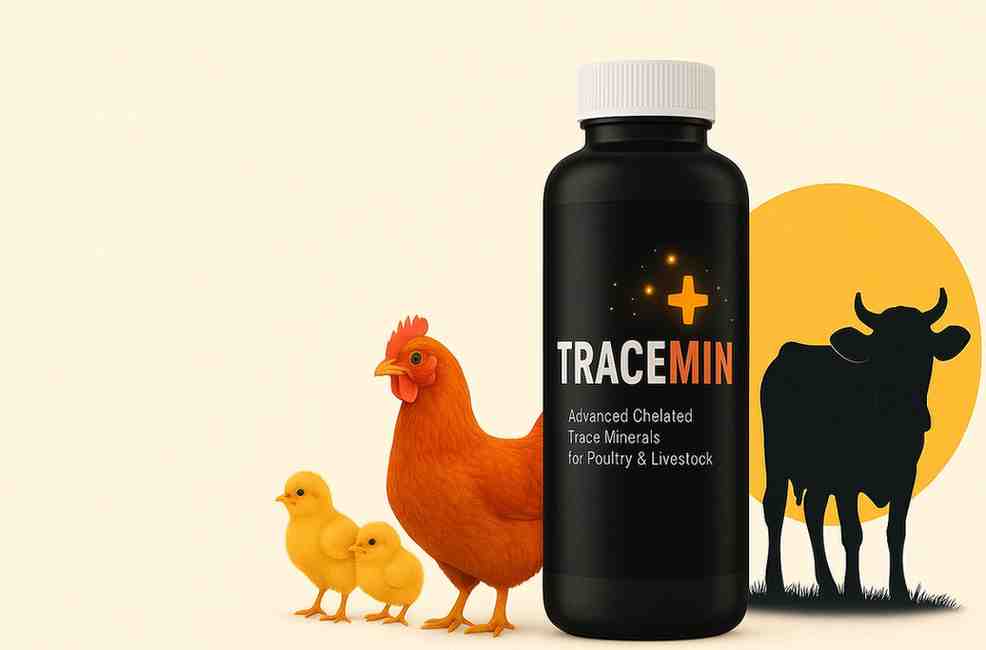 TRACEMIN
Advanced Chelated
Trace Minerals
for Poultry & Livestock